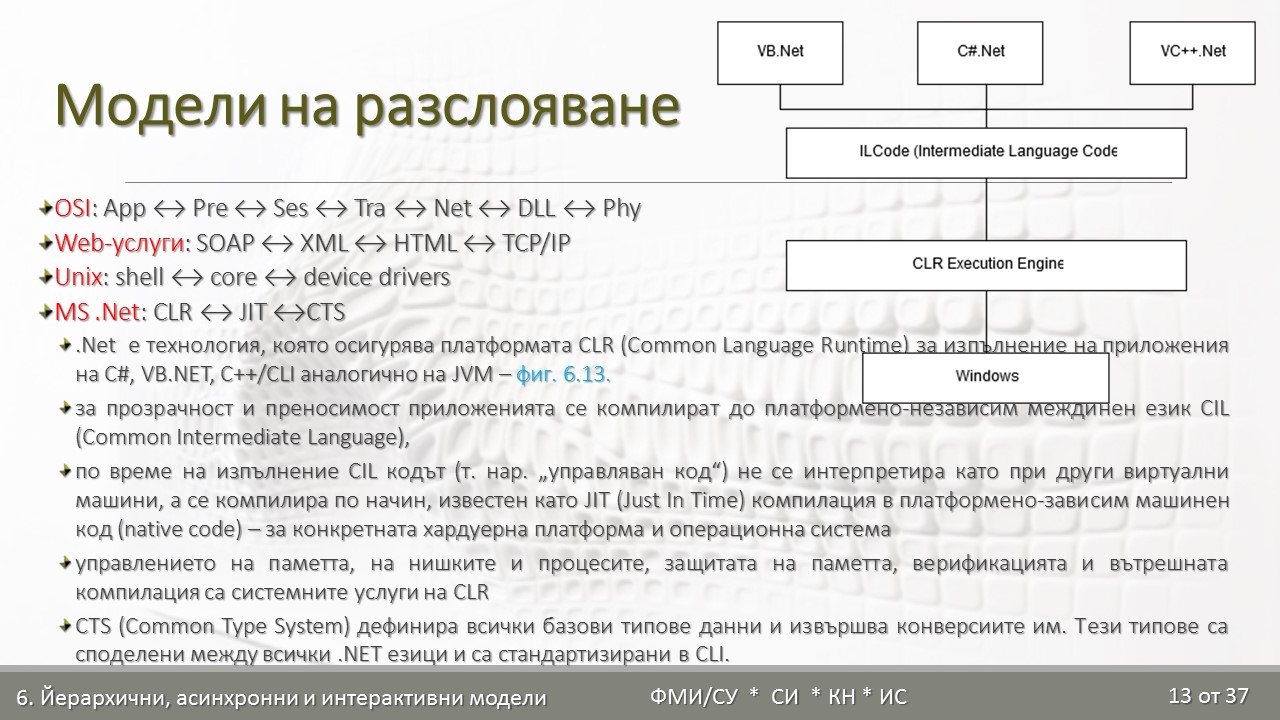 VB.Net
C#.Net
VC++.Net
Модели на разслояване
ILCode (Intermediate Language Code
CLR Execution Engine
OSI: App ↔ Pre ↔ Ses ↔ Tra ↔ Net ↔ DLL ↔ Phy
Web-услуги: SOAP ↔ XML ↔ HTML ↔ TCP/IP
Unix: shell ↔ core ↔ device drivers
MS .Net: CLR ↔ JIT ↔CTS
.Net е технология, която осигурява платформата CLR (Common Language Runtime) за изпълнение на приложения
на C#, VB.NET, C++/CLI аналогично на JVM – фиг. 6.13.
Windows
за прозрачност и преносимост приложенията се компилират до платформено-независим междинен език CIL
(Common Intermediate Language),
по време на изпълнение CIL кодът (т. нар. „управляван код“) не се интерпретира като при други виртуални
машини, а се компилира по начин, известен като JIT (Just In Time) компилация в платформено-зависим машинен
код (native code) – за конкретната хардуерна платформа и операционна система
управлението на паметта, на нишките и процесите, защитата на паметта, верификацията и вътрешната
компилация са системните услуги на CLR
CTS (Common Type System) дефинира всички базови типове данни и извършва конверсиите им. Тези типове са
споделени между всички .NET езици и са стандартизирани в CLI.
6. Йерархични, асинхронни и интерактивни модели
ФМИ/СУ * СИ * КН * ИС
13 от 37